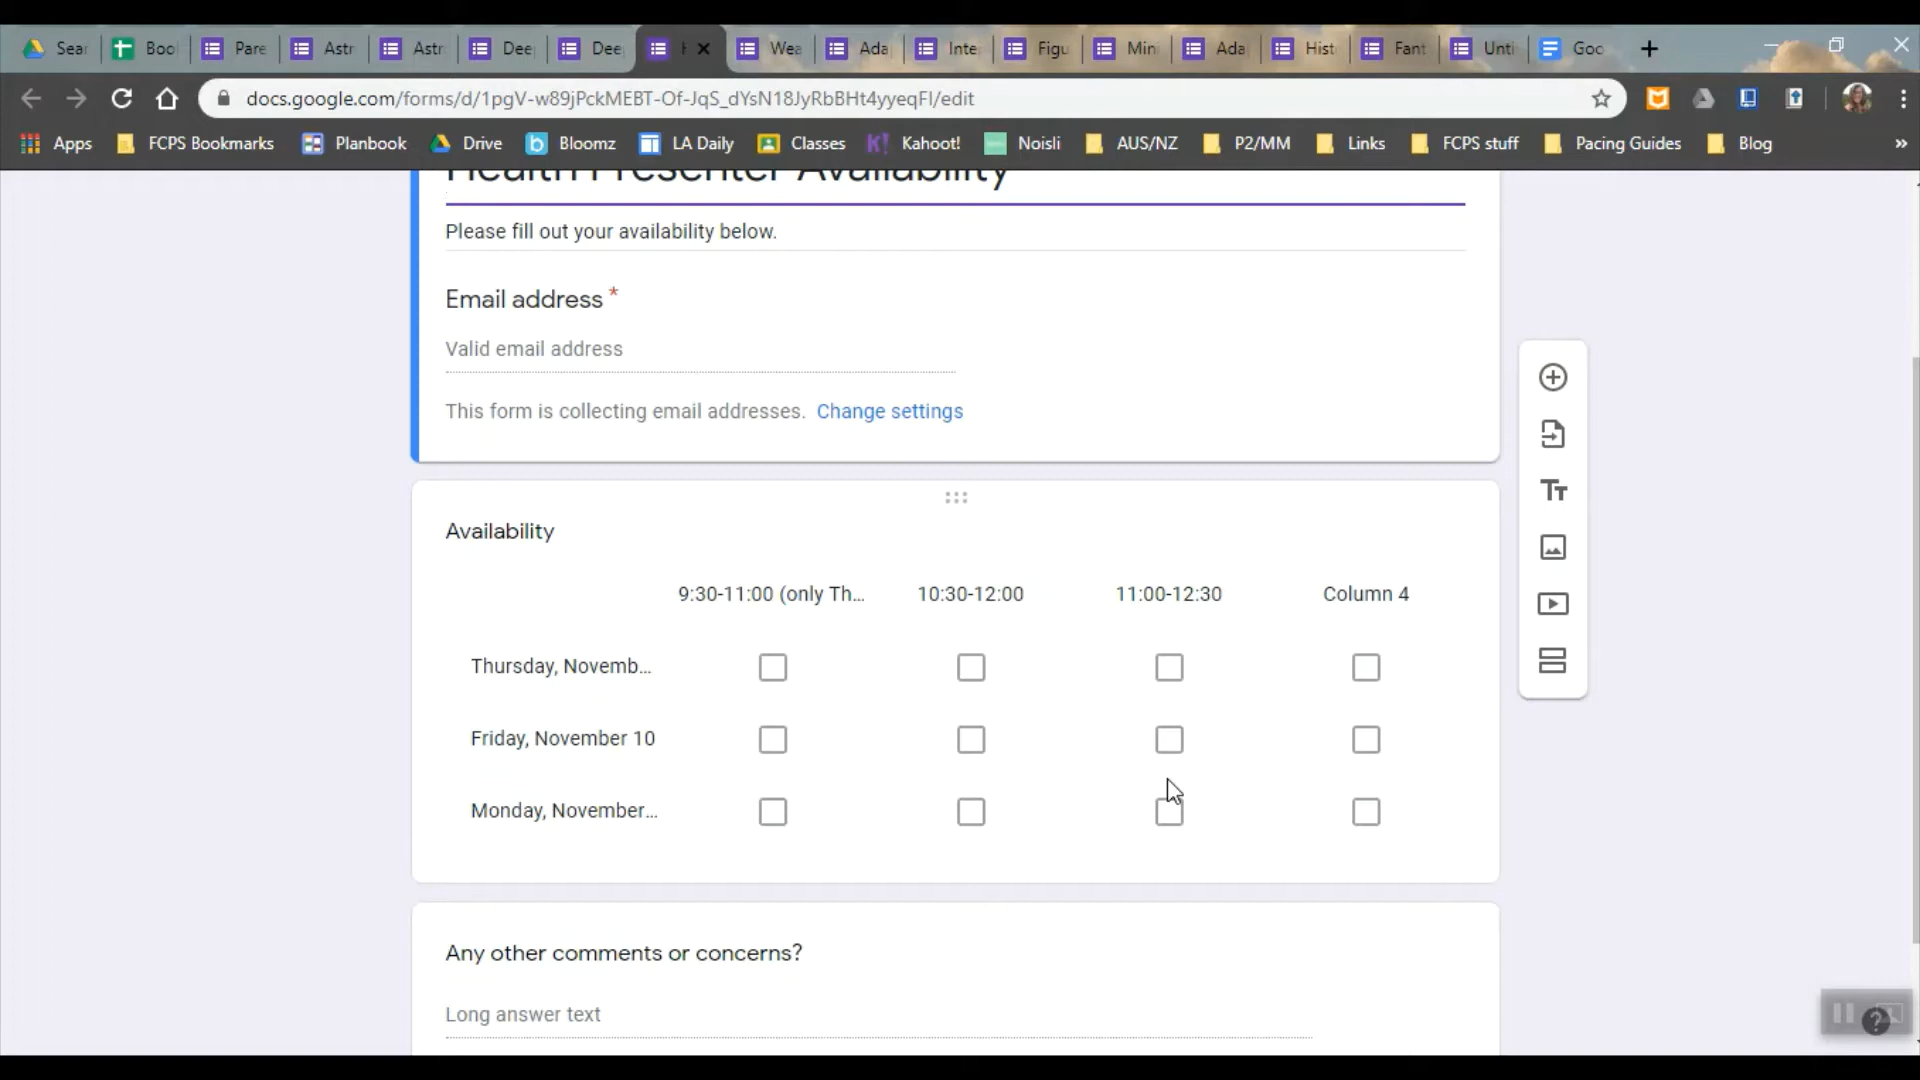 Sear
Boo
Pare
Astr
Astr
Dee
Dee
Wea
Ada
Inte
Figu
Min
Ada
Hist
Fant
Unti
Goo
docs.google.com/forms/d/1pgV-w89jPckMEBT-Of-JqS_dYsN18JyRbBHt4yyeqFI/edit
Apps
FCPS Bookmarks
Planbook
Drive
Bloomz
LA Daily
Classes
Kahoot!
Noisli
AUS/NZ
P2/MM
Links
FCPS stuff
Pacing Guides
Blog
»
Health Presenter Availability
Please fill out your availability below.
Email address *
Valid email address
This form is collecting email addresses. Change settings
Availability
9:30-11:00 (only Th... 10:30-12:00 11:00-12:30 Column 4
Thursday, Novemb...
Friday, November 10
Monday, November...
Any other comments or concerns?
Long answer text